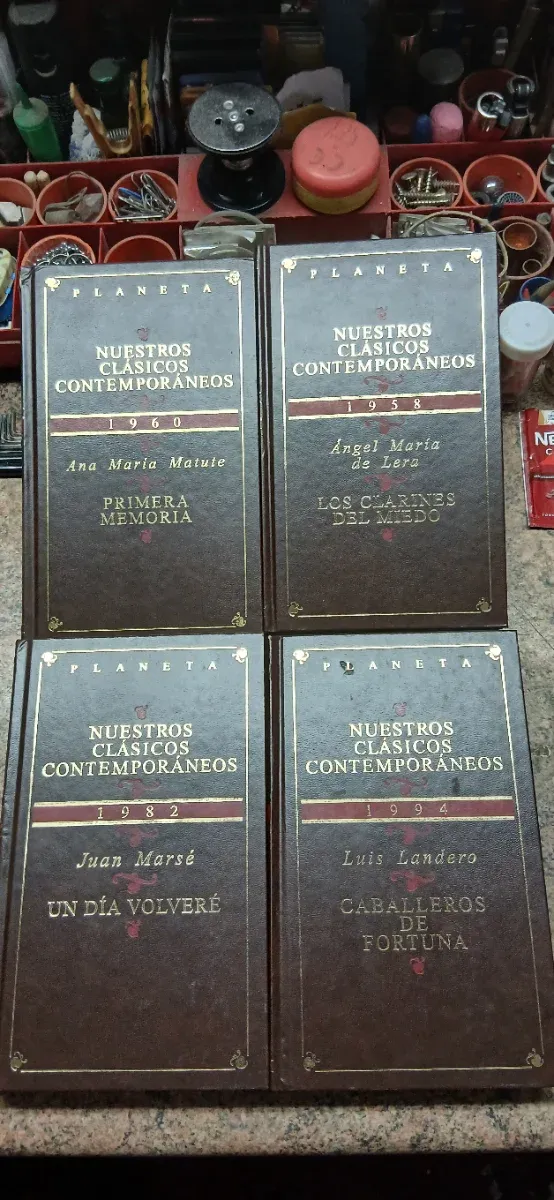 PLANETA
NUESTROS
CLÁSICOS
CONTEMPORÁNEOS
1960
Ana María Matute
PRIMERA
MEMORIA
PLANETA
NUESTROS
CLÁSICOS
CONTEMPORÁNEOS
1958
Ángel María
de Lera
LOS CLARINES
DEL MIEDO
PLANETA
NUESTROS
CLÁSICOS
CONTEMPORÁNEOS
1982
Juan Marsé
UN DÍA VOLVERÉ
PLANETA
NUESTROS
CLÁSICOS
CONTEMPORÁNEOS
1994
Luis Landero
CABALLEROS
DE
FORTUNA